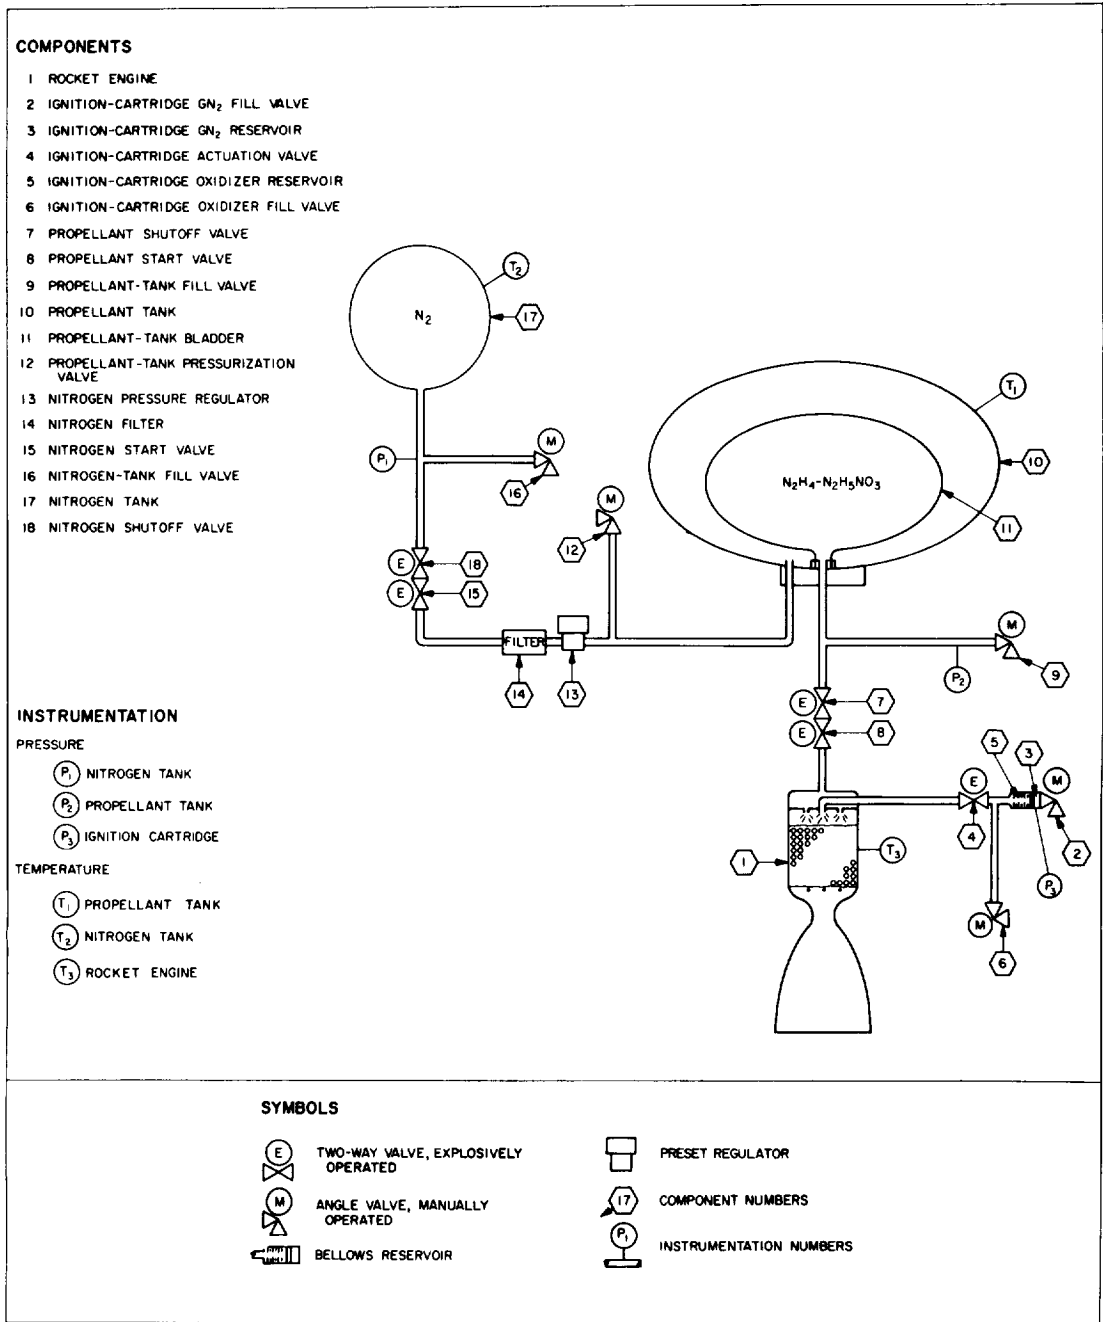 COMPONENTS
1 ROCKET ENGINE
2 IGNITION-CARTRIDGE GN₂ FILL VALVE
3 IGNITION-CARTRIDGE GN₂ RESERVOIR
4 IGNITION-CARTRIDGE ACTUATION VALVE
5 IGNITION-CARTRIDGE OXIDIZER RESERVOIR
6 IGNITION-CARTRIDGE OXIDIZER FILL VALVE
7 PROPELLANT SHUTOFF VALVE
8 PROPELLANT START VALVE
9 PROPELLANT-TANK FILL VALVE
10 PROPELLANT TANK
11 PROPELLANT-TANK BLADDER
12 PROPELLANT-TANK PRESSURIZATION
VALVE
13 NITROGEN PRESSURE REGULATOR
14 NITROGEN FILTER
15 NITROGEN START VALVE
16 NITROGEN-TANK FILL VALVE
17 NITROGEN TANK
18 NITROGEN SHUTOFF VALVE
T₂
N₂
17
P₁
M
16
M
12
E
18
E
15
FILTER
14
13
T₁
10
N₂H₄-N₂H₅NO₃
11
M
9
P₂
E
7
E
8
5
3
M
E
4
2
P₃
1
T₃
M
6
INSTRUMENTATION
PRESSURE
P₁ NITROGEN TANK
P₂ PROPELLANT TANK
P₃ IGNITION CARTRIDGE
TEMPERATURE
T₁ PROPELLANT TANK
T₂ NITROGEN TANK
T₃ ROCKET ENGINE
SYMBOLS
E TWO-WAY VALVE, EXPLOSIVELY
OPERATED
M ANGLE VALVE, MANUALLY
OPERATED
BELLOWS RESERVOIR
PRESET REGULATOR
17 COMPONENT NUMBERS
P₁ INSTRUMENTATION NUMBERS